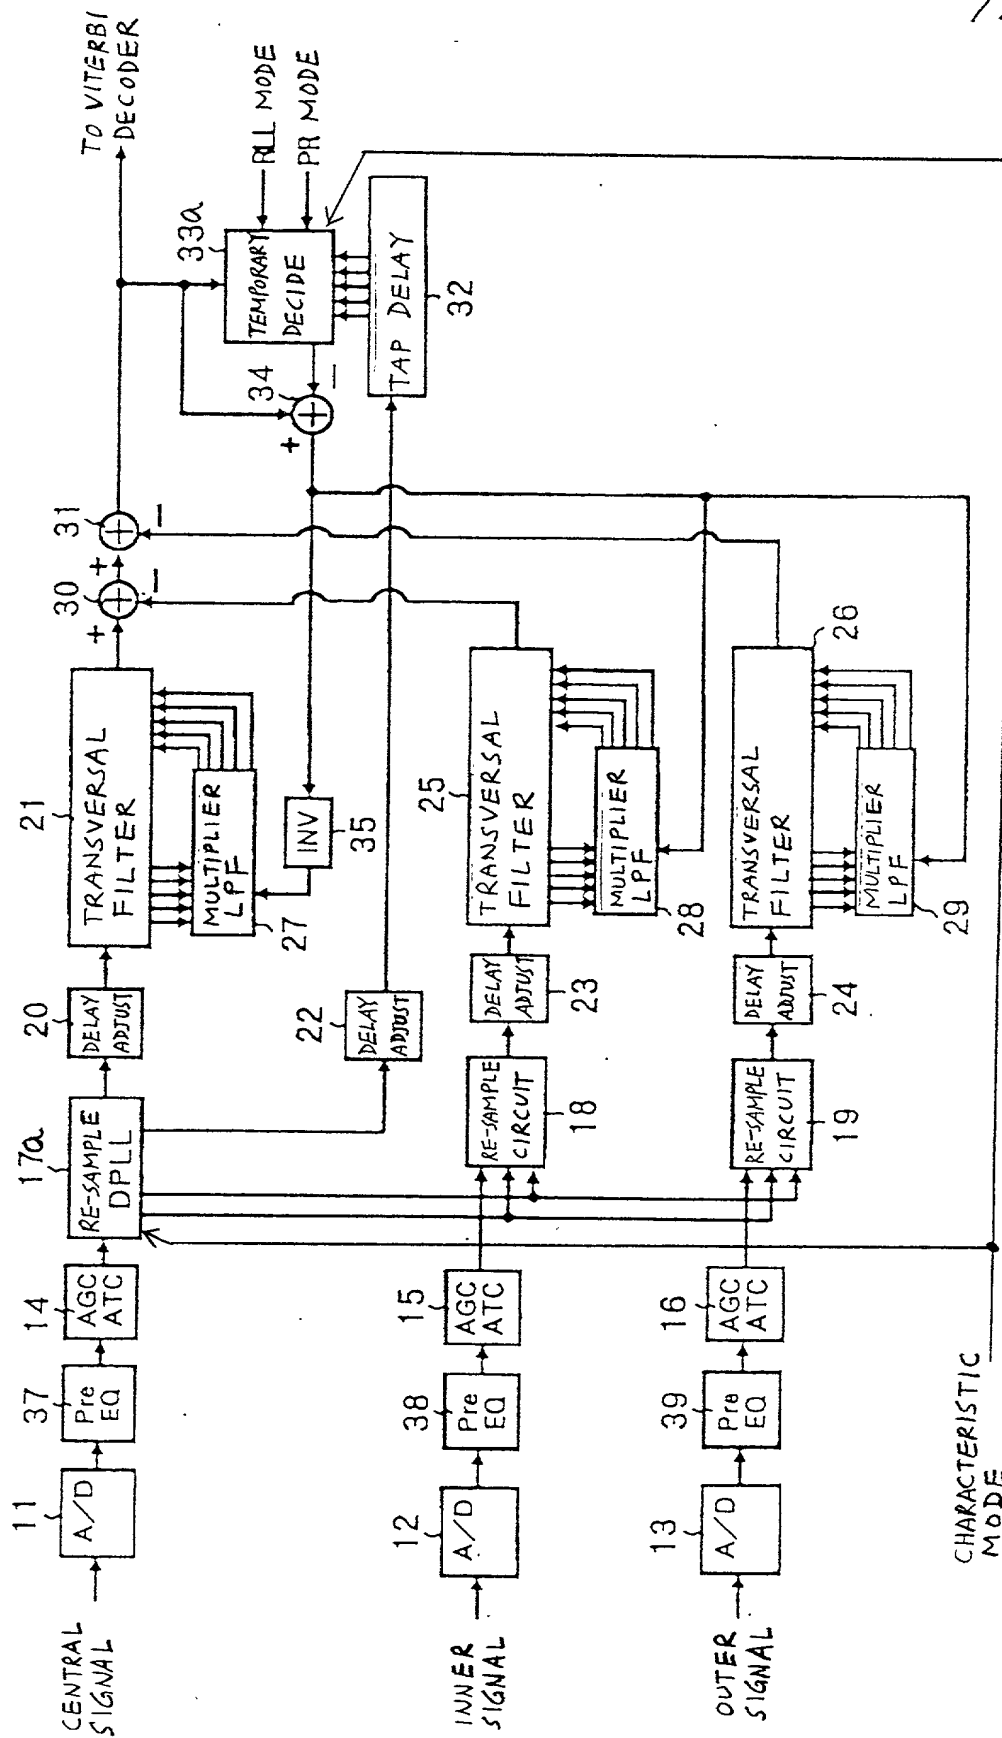 CENTRAL
SIGNAL
11
A/D
37
Pre
EQ
14
AGC
ATC
17a
RE-SAMPLE
DPLL
20
DELAY
ADJUST
21
TRANSVERSAL
FILTER
MULTIPLIER
LPF
27
INV
35
30
+
−
31
+
−
TO VITERBI
DECODER
33a
TEMPORARY
DECIDE
RLL MODE
PR MODE
34
+
−
22
DELAY
ADJUST
TAP DELAY
32
INNER
SIGNAL
12
A/D
38
Pre
EQ
15
AGC
ATC
RE-SAMPLE
CIRCUIT
18
DELAY
ADJUST
23
25
TRANSVERSAL
FILTER
MULTIPLIER
LPF
28
OUTER
SIGNAL
13
A/D
39
Pre
EQ
16
AGC
ATC
RE-SAMPLE
CIRCUIT
19
DELAY
ADJUST
24
TRANSVERSAL
FILTER
26
MULTIPLIER
LPF
29
CHARACTERISTIC
MODE